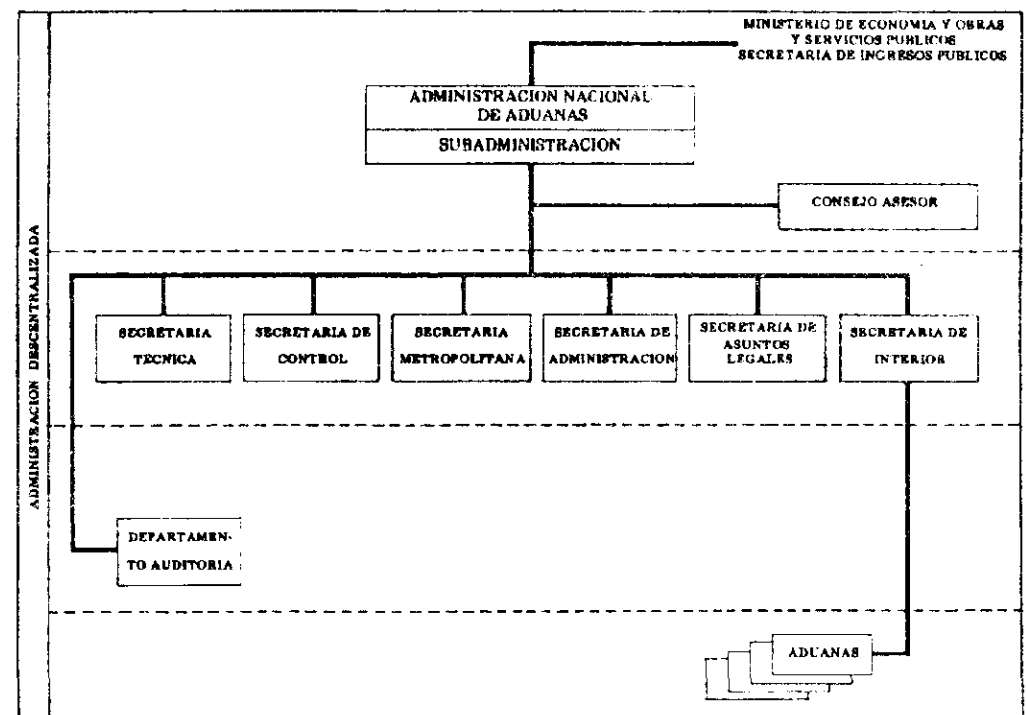 MINISTERIO DE ECONOMIA Y OBRAS
Y SERVICIOS PUBLICOS
SECRETARIA DE INGRESOS PUBLICOS
ADMINISTRACION NACIONAL
DE ADUANAS
SUBADMINISTRACION
CONSEJO ASESOR
ADMINISTRACION DESCENTRALIZADA
SECRETARIA
TECNICA
SECRETARIA DE
CONTROL
SECRETARIA
METROPOLITANA
SECRETARIA DE
ADMINISTRACION
SECRETARIA DE
ASUNTOS
LEGALES
SECRETARIA DE
INTERIOR
DEPARTAMEN-
TO AUDITORIA
ADUANAS